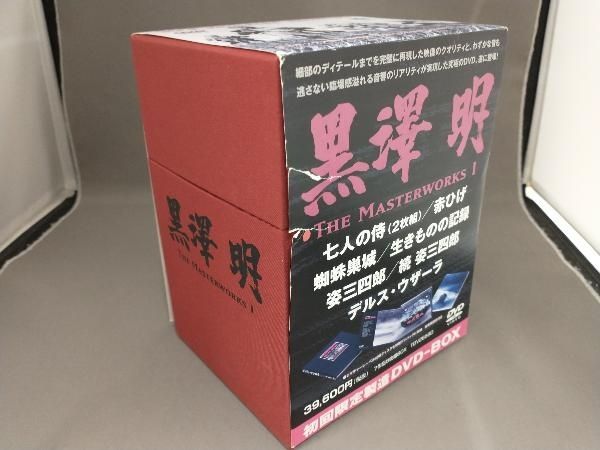 細部のディテールまでを完璧に再現した映像のクオリティと、わずかな音も
逃さない臨場感溢れる音響のリアリティが実現した究極のDVD、遂に登場!
黒澤 明
THE MASTERWORKS 1
七人の侍(2枚組)/赤ひげ
蜘蛛巣城/生きものの記録
姿三四郎/續 姿三四郎
デルス・ウザーラ
DVD
39,600円(税抜)
初回限定製造DVD-BOX
黒澤 明
THE MASTERWORKS 1